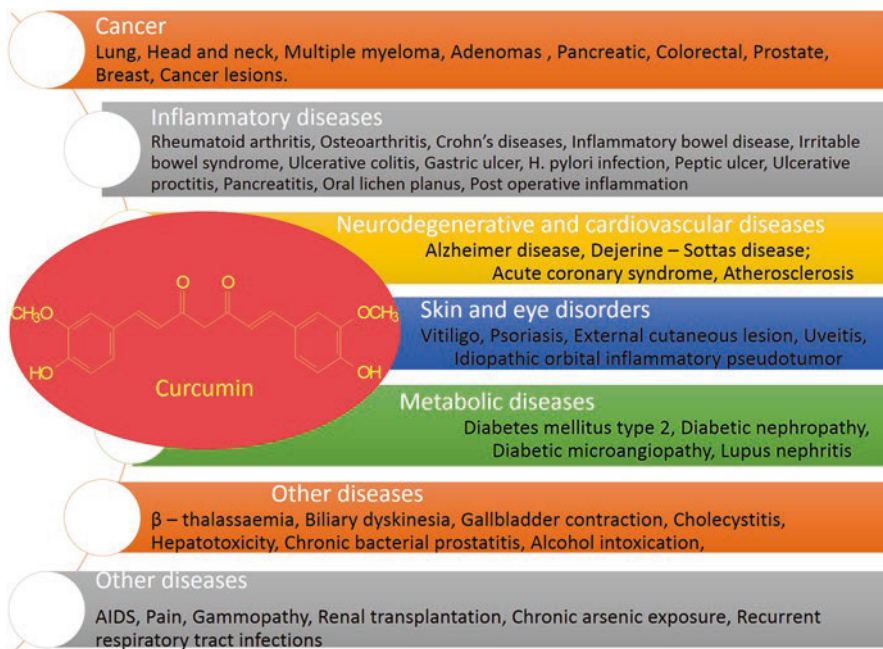 Cancer
Lung, Head and neck, Multiple myeloma, Adenomas , Pancreatic, Colorectal, Prostate,
Breast, Cancer lesions.
Inflammatory diseases
Rheumatoid arthritis, Osteoarthritis, Crohn's diseases, Inflammatory bowel disease, Irritable
bowel syndrome, Ulcerative colitis, Gastric ulcer, H. pylori infection, Peptic ulcer, Ulcerative
proctitis, Pancreatitis, Oral lichen planus, Post operative inflammation
Neurodegenerative and cardiovascular diseases
Alzheimer disease, Dejerine – Sottas disease;
Acute coronary syndrome, Atherosclerosis
O O
CH₃O OCH₃
HO OH
Curcumin
Skin and eye disorders
Vitiligo, Psoriasis, External cutaneous lesion, Uveitis,
Idiopathic orbital inflammatory pseudotumor
Metabolic diseases
Diabetes mellitus type 2, Diabetic nephropathy,
Diabetic microangiopathy, Lupus nephritis
Other diseases
β – thalassaemia, Biliary dyskinesia, Gallbladder contraction, Cholecystitis,
Hepatotoxicity, Chronic bacterial prostatitis, Alcohol intoxication,
Other diseases
AIDS, Pain, Gammopathy, Renal transplantation, Chronic arsenic exposure, Recurrent
respiratory tract infections